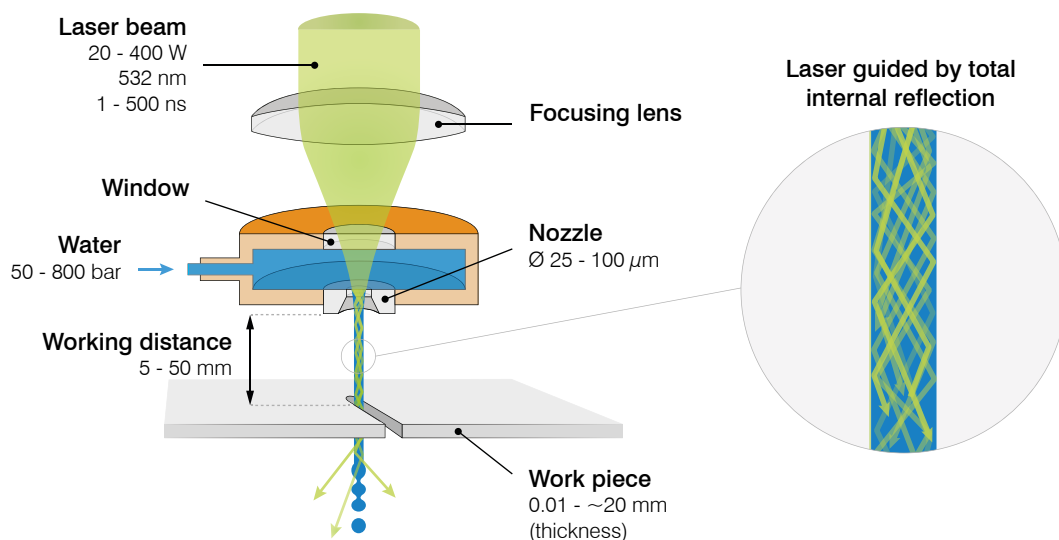 Laser beam
20 - 400 W
532 nm
1 - 500 ns
Focusing lens
Window
Water
50 - 800 bar
Nozzle
Ø 25 - 100 µm
Working distance
5 - 50 mm
Work piece
0.01 - ~20 mm
(thickness)
Laser guided by total
internal reflection